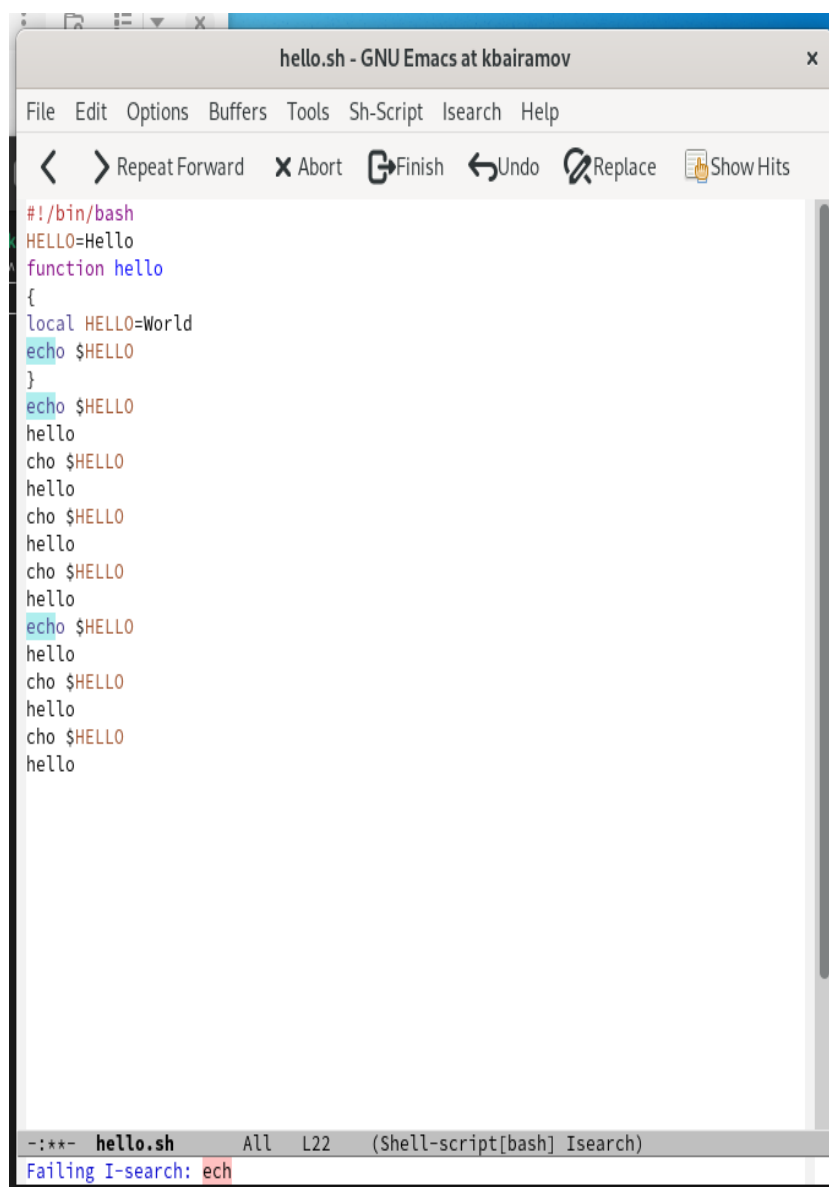 hello.sh - GNU Emacs at kbairamov
File Edit Options Buffers Tools Sh-Script Isearch Help
Repeat Forward Abort Finish Undo Replace Show Hits
#!/bin/bash
HELLO=Hello
function hello
{
local HELLO=World
echo $HELLO
}
echo $HELLO
hello
cho $HELLO
hello
cho $HELLO
hello
cho $HELLO
hello
echo $HELLO
hello
cho $HELLO
hello
cho $HELLO
hello
-:**- hello.sh All L22 (Shell-script[bash] Isearch)
Failing I-search: ech